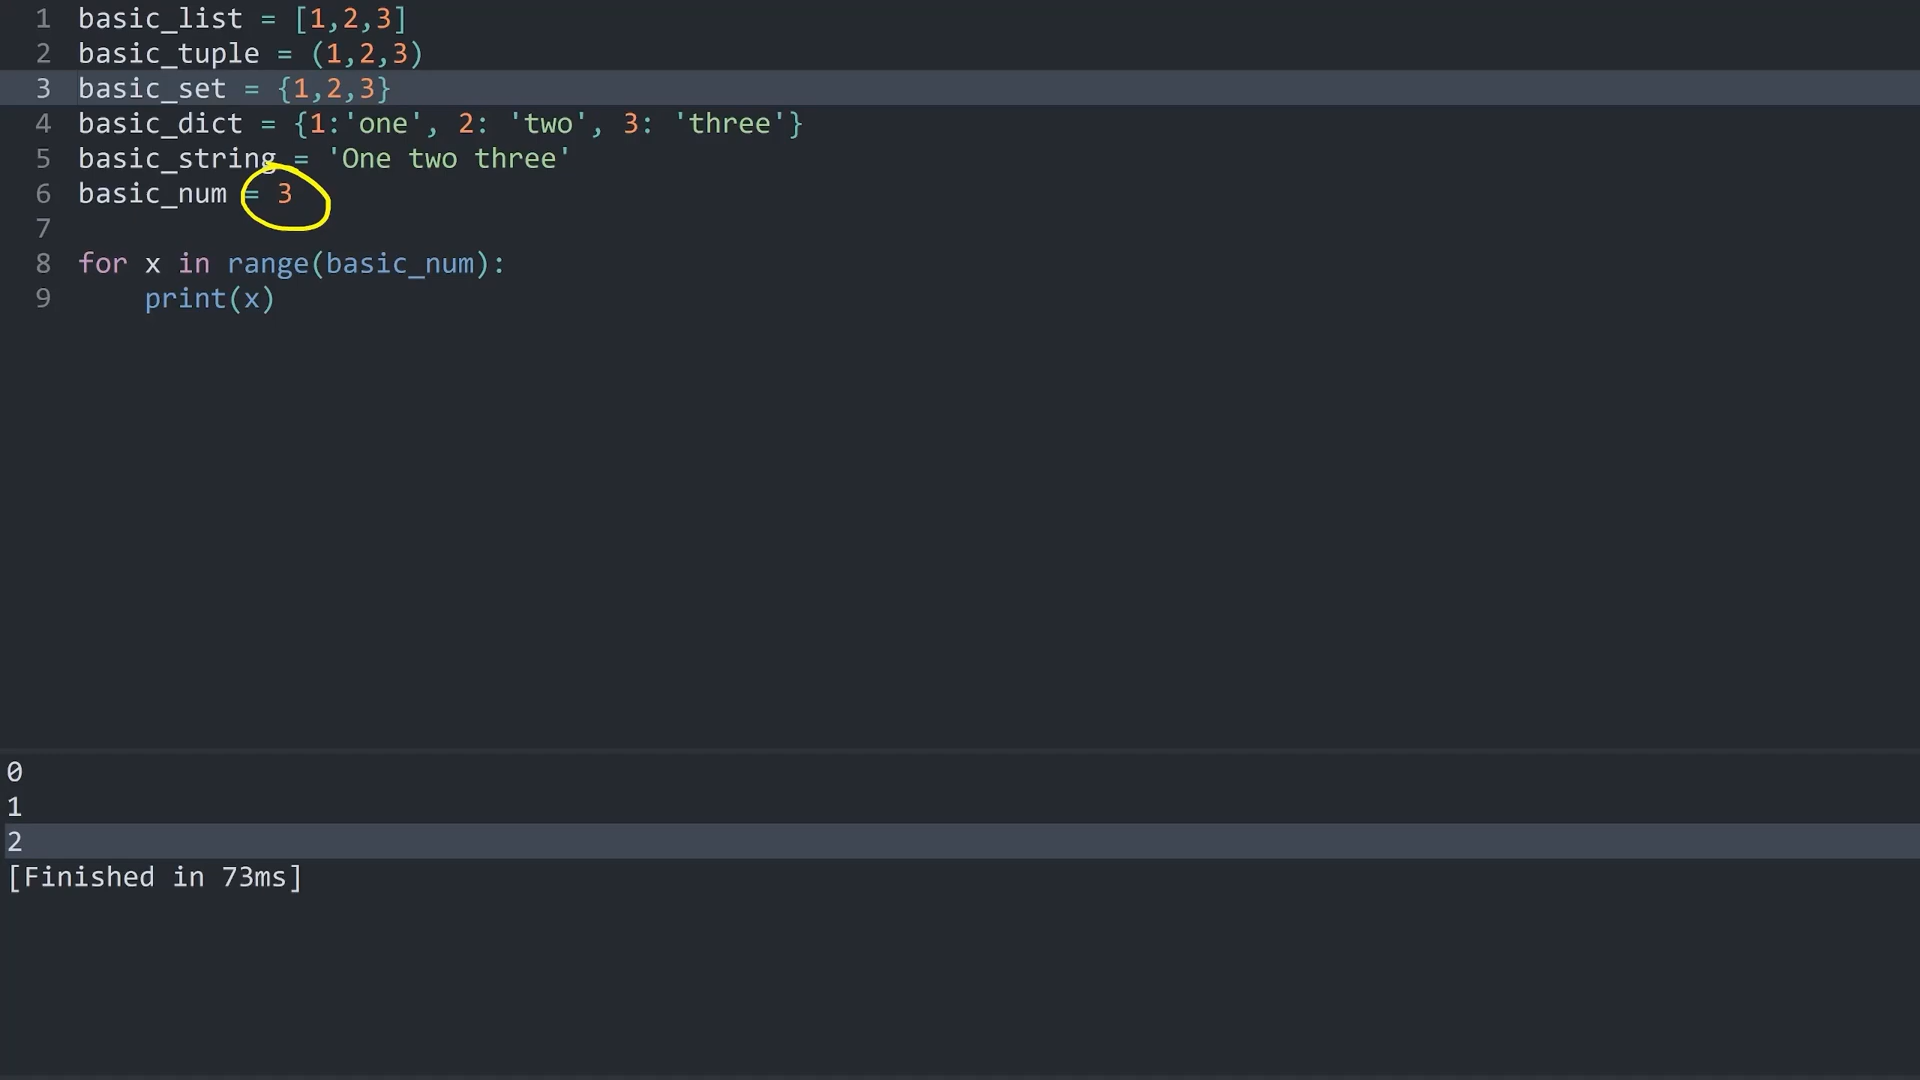 1 basic_list = [1,2,3]
2 basic_tuple = (1,2,3)
3 basic_set = {1,2,3}
4 basic_dict = {1:'one', 2: 'two', 3: 'three'}
5 basic_string = 'One two three'
6 basic_num = 3
7
8 for x in range(basic_num):
9     print(x)
0
1
2
[Finished in 73ms]